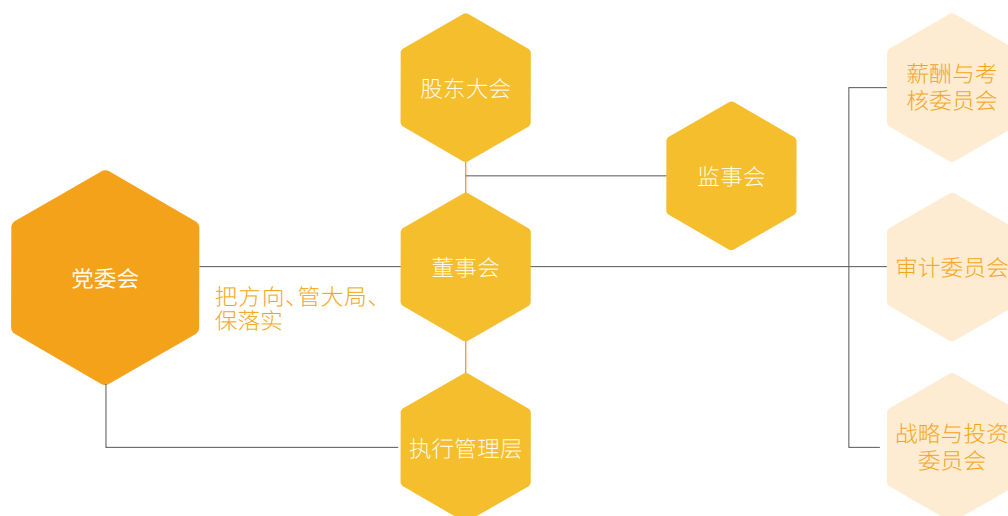 股东大会
薪酬与考
核委员会
监事会
党委会
董事会
审计委员会
把方向、管大局、
保落实
执行管理层
战略与投资
委员会